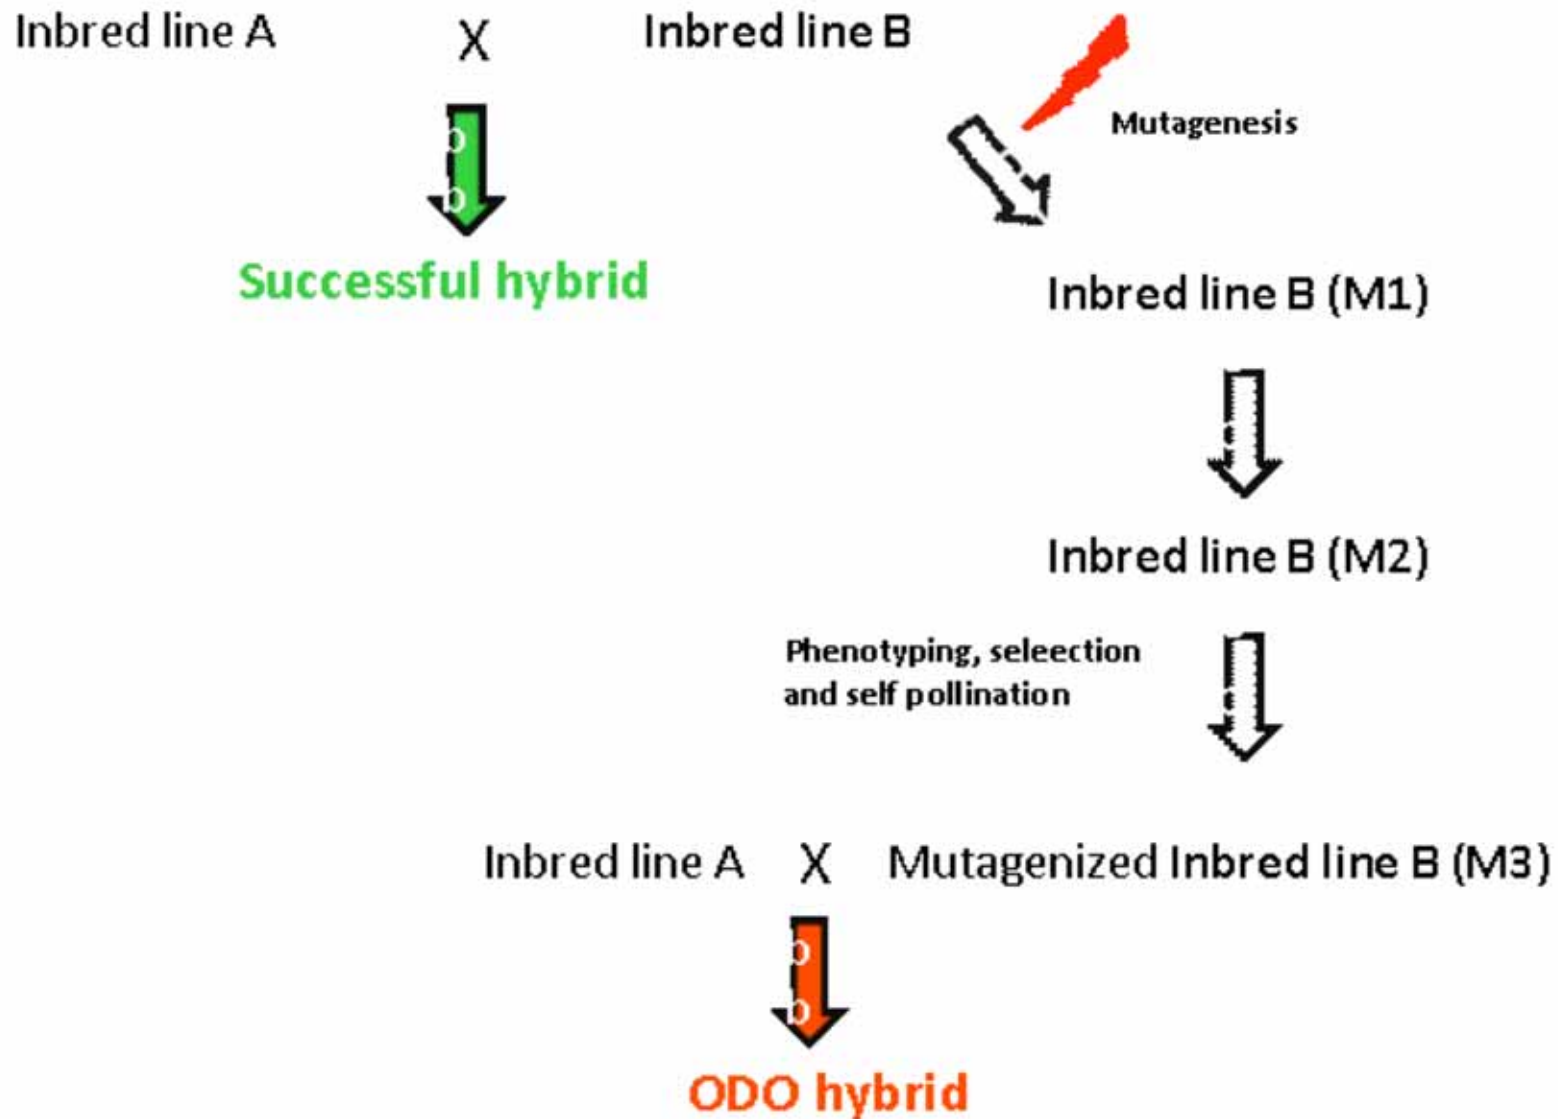 Inbred line A X Inbred line B
Mutagenesis
b
b
Successful hybrid
Inbred line B (M1)
Inbred line B (M2)
Phenotyping, seleection
and self pollination
Inbred line A X Mutagenized Inbred line B (M3)
b
b
ODO hybrid